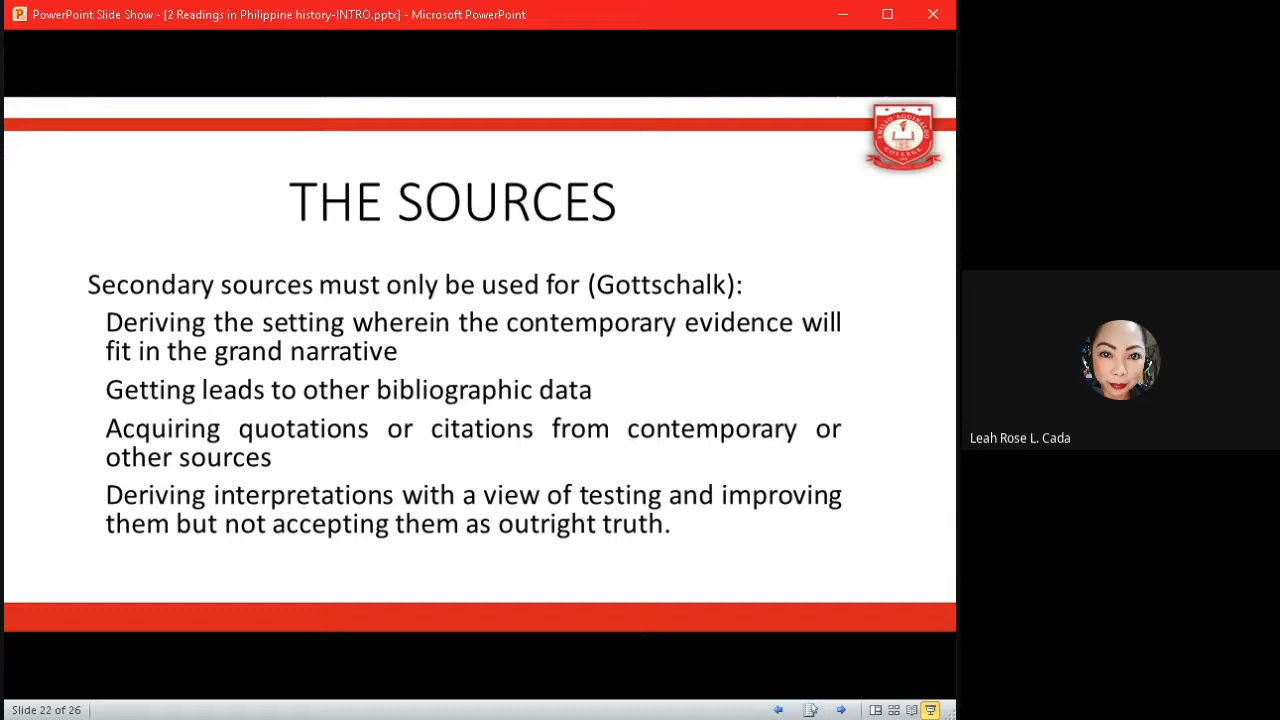 PowerPoint Slide Show - [2 Readings in Philippine history-INTRO.pptx] - Microsoft PowerPoint
EMILIO AGUINALDO
COLLEGE
THE SOURCES
Secondary sources must only be used for (Gottschalk):
Deriving the setting wherein the contemporary evidence will
fit in the grand narrative
Getting leads to other bibliographic data
Acquiring quotations or citations from contemporary or
other sources
Deriving interpretations with a view of testing and improving
them but not accepting them as outright truth.
Leah Rose L. Cada
Slide 22 of 26